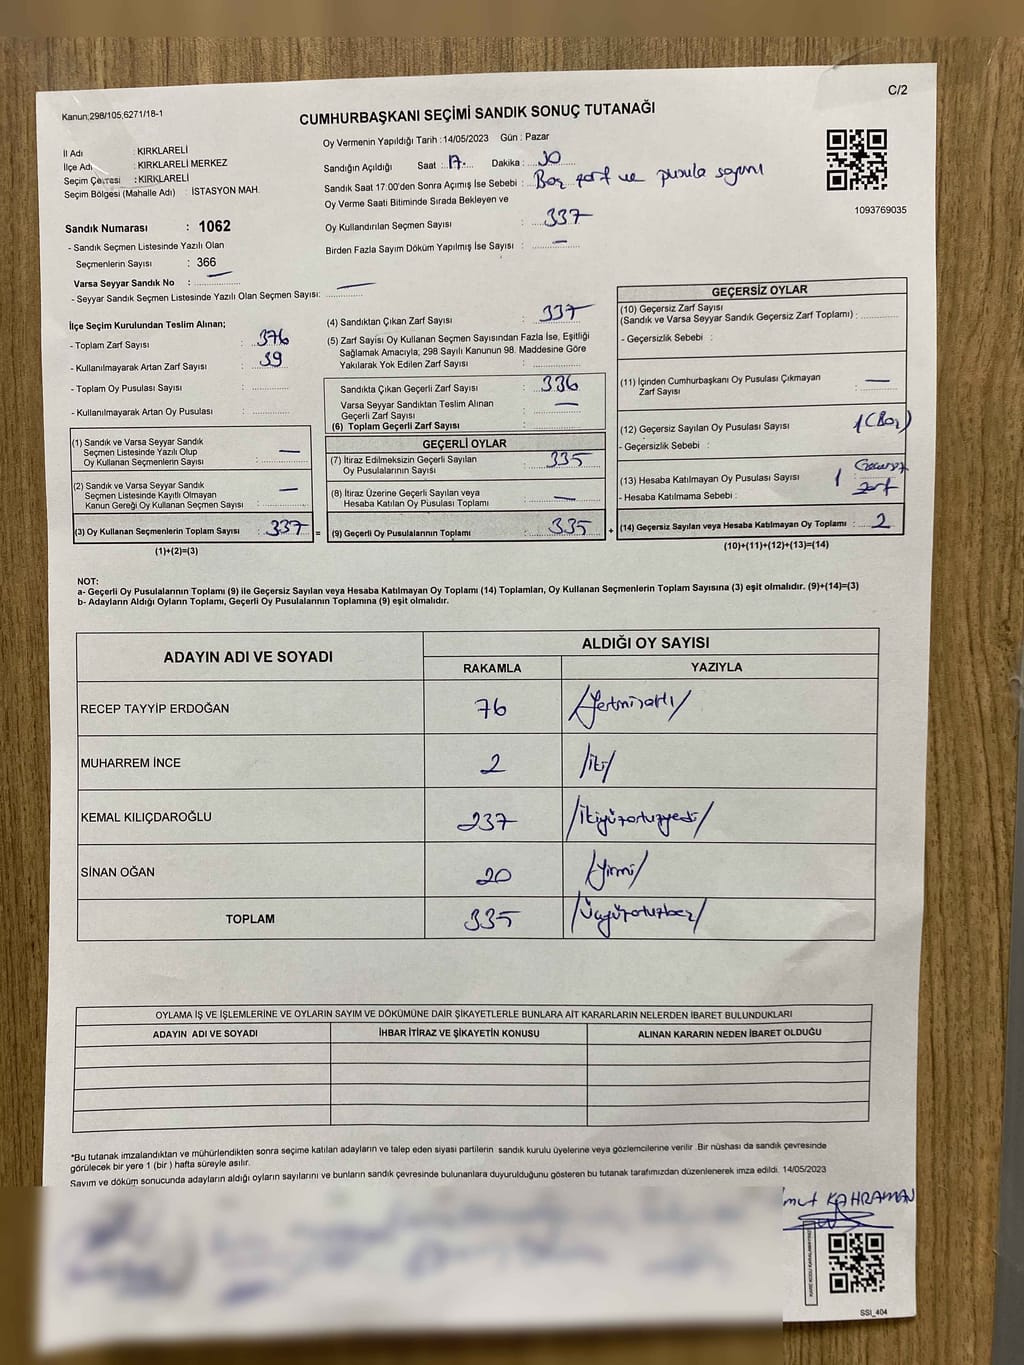 C/2
Kanun;298/105;6271/18-1
CUMHURBAŞKANI SEÇİMİ SANDIK SONUÇ TUTANAĞI
İl Adı : KIRKLARELİ
İlçe Adı : KIRKLARELİ MERKEZ
Seçim Çevresi : KIRKLARELİ
Seçim Bölgesi (Mahalle Adı) : İSTASYON MAH.
Sandık Numarası : 1062
- Sandık Seçmen Listesinde Yazılı Olan
Seçmenlerin Sayısı : 366
Varsa Seyyar Sandık No : —
- Seyyar Sandık Seçmen Listesinde Yazılı Olan Seçmen Sayısı: —
Oy Vermenin Yapıldığı Tarih :14/05/2023 Gün : Pazar
Sandığın Açıldığı Saat : 17 Dakika : 30
Sandık Saat 17:00'den Sonra Açımış İse Sebebi : Boş zarf ve pusula sayımı
Oy Verme Saati Bitiminde Sırada Bekleyen ve
Oy Kullandırılan Seçmen Sayısı : 337
Birden Fazla Sayım Döküm Yapılmış İse Sayısı : —
1093769035
İlçe Seçim Kurulundan Teslim Alınan;
- Toplam Zarf Sayısı : 376
- Kullanılmayarak Artan Zarf Sayısı : 39
- Toplam Oy Pusulası Sayısı :
- Kullanılmayarak Artan Oy Pusulası :
(1) Sandık ve Varsa Seyyar Sandık
Seçmen Listesinde Yazılı Olup
Oy Kullanan Seçmenlerin Sayısı : —
(2) Sandık ve Varsa Seyyar Sandık
Seçmen Listesinde Kayıtlı Olmayan
Kanun Gereği Oy Kullanan Seçmen Sayısı : —
(3) Oy Kullanan Seçmenlerin Toplam Sayısı : 337 =
(1)+(2)=(3)
(4) Sandıktan Çıkan Zarf Sayısı : 337
(5) Zarf Sayısı Oy Kullanan Seçmen Sayısından Fazla İse, Eşitliği
Sağlamak Amacıyla; 298 Sayılı Kanunun 98. Maddesine Göre
Yakılarak Yok Edilen Zarf Sayısı :
Sandıkta Çıkan Geçerli Zarf Sayısı : 336
Varsa Seyyar Sandıktan Teslim Alınan
Geçerli Zarf Sayısı : —
(6) Toplam Geçerli Zarf Sayısı :
GEÇERLİ OYLAR
(7) İtiraz Edilmeksizin Geçerli Sayılan
Oy Pusulalarının Sayısı : 335
(8) İtiraz Üzerine Geçerli Sayılan veya
Hesaba Katılan Oy Pusulası Toplamı : —
(9) Geçerli Oy Pusulalarının Toplamı : 335 +
GEÇERSİZ OYLAR
(10) Geçersiz Zarf Sayısı
(Sandık ve Varsa Seyyar Sandık Geçersiz Zarf Toplamı) :
- Geçersizlik Sebebi :
(11) İçinden Cumhurbaşkanı Oy Pusulası Çıkmayan
Zarf Sayısı : —
(12) Geçersiz Sayılan Oy Pusulası Sayısı : 1 (Boş)
- Geçersizlik Sebebi :
(13) Hesaba Katılmayan Oy Pusulası Sayısı : 1 Geçersiz
- Hesaba Katılmama Sebebi : zarf
(14) Geçersiz Sayılan veya Hesaba Katılmayan Oy Toplamı : 2
(10)+(11)+(12)+(13)=(14)
NOT:
a- Geçerli Oy Pusulalarının Toplamı (9) ile Geçersiz Sayılan veya Hesaba Katılmayan Oy Toplamı (14) Toplamları, Oy Kullanan Seçmenlerin Toplam Sayısına (3) eşit olmalıdır. (9)+(14)=(3)
b- Adayların Aldığı Oyların Toplamı, Geçerli Oy Pusulalarının Toplamına (9) eşit olmalıdır.
ADAYIN ADI VE SOYADI ALDIĞI OY SAYISI
RAKAMLA YAZIYLA
RECEP TAYYİP ERDOĞAN 76 /Yetmişaltı/
MUHARREM İNCE 2 /iki/
KEMAL KILIÇDAROĞLU 237 /İkiyüzotuzyedi/
SİNAN OĞAN 20 /Yirmi/
TOPLAM 335 /Üçyüzotuzbeş/
OYLAMA İŞ VE İŞLEMLERİNE VE OYLARIN SAYIM VE DÖKÜMÜNE DAİR ŞİKAYETLERLE BUNLARA AİT KARARLARIN NELERDEN İBARET BULUNDUKLARI
ADAYIN ADI VE SOYADI İHBAR İTİRAZ VE ŞİKAYETİN KONUSU ALINAN KARARIN NEDEN İBARET OLDUĞU
*Bu tutanak imzalandıktan ve mühürlendikten sonra seçime katılan adayların ve talep eden siyasi partilerin sandık kurulu üyelerine veya gözlemcilerine verilir. Bir nüshası da sandık çevresinde
görülecek bir yere 1 (bir ) hafta süreyle asılır.
Sayım ve döküm sonucunda adayların aldığı oyların sayılarını ve bunların sandık çevresinde bulunanlara duyurulduğunu gösteren bu tutanak tarafımızdan düzenlenerek imza edildi. 14/05/2023
mut KAHRAMAN
SSİ_404